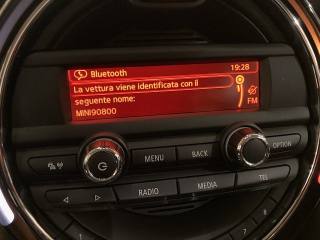 Bluetooth 19:28
La vettura viene identificata con il
seguente nome:
MINI90800
FM
MENU BACK OPTION
RADIO MEDIA TEL